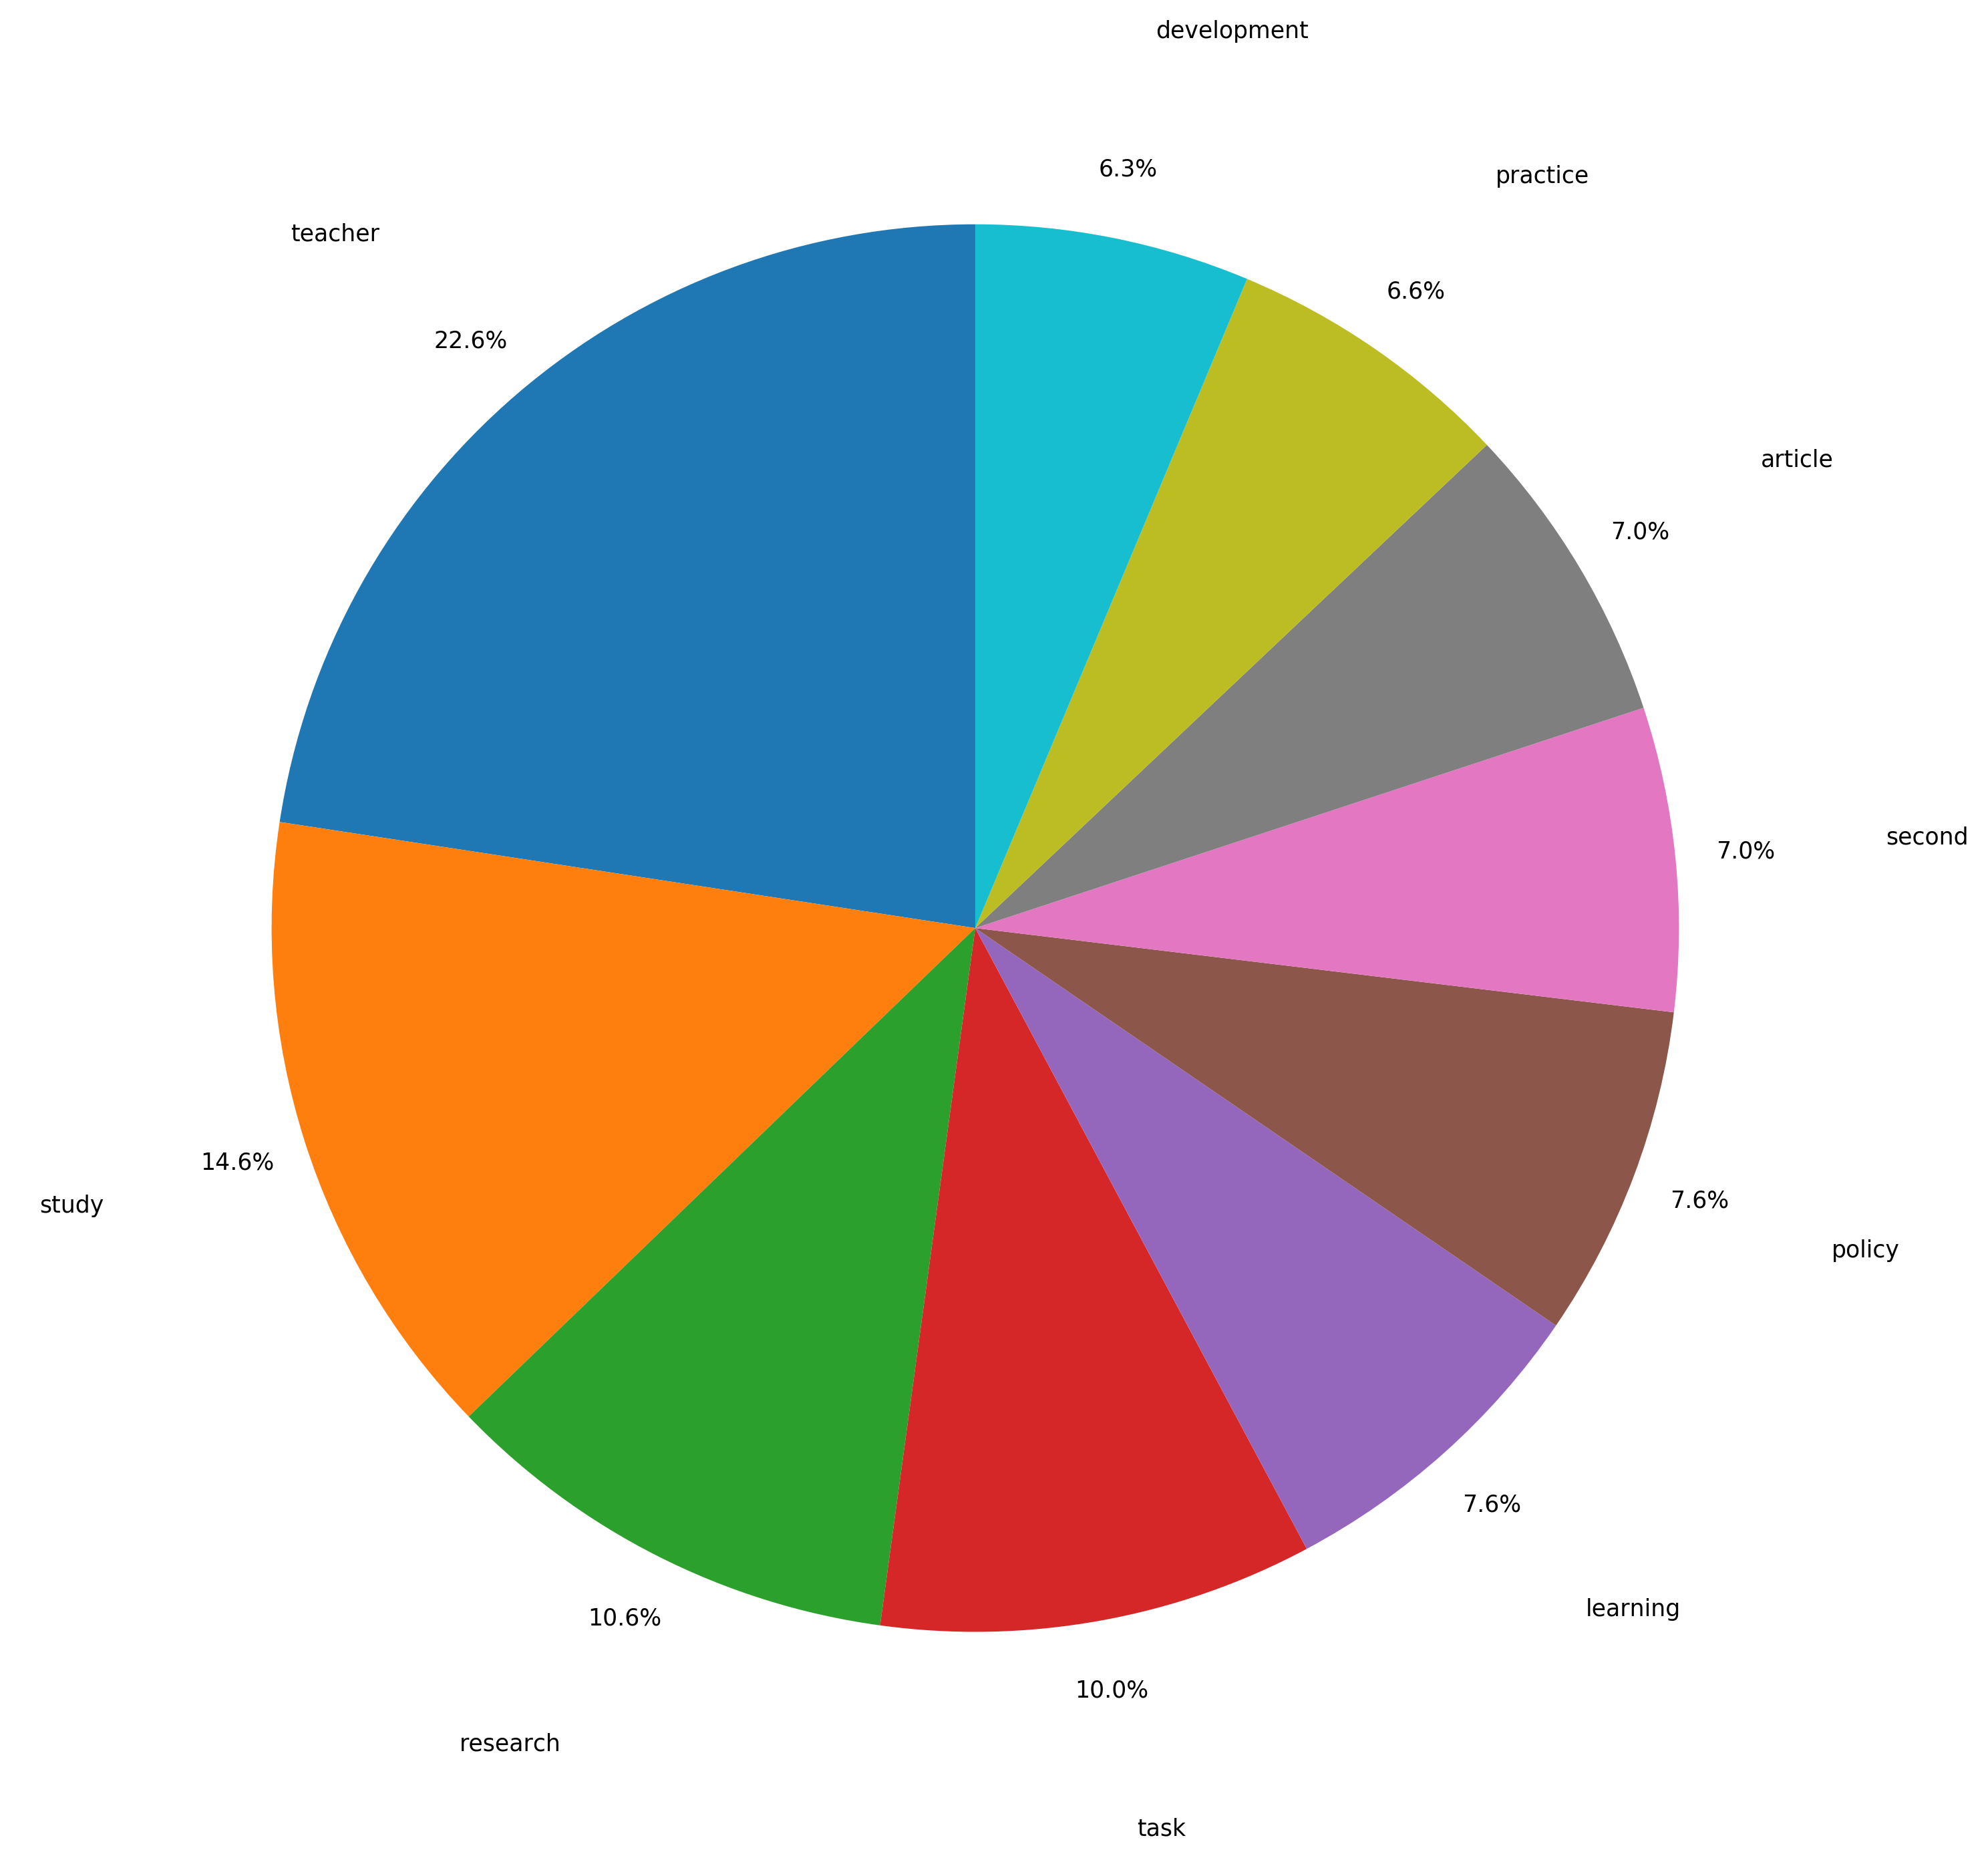 development
6.3%
practice
6.6%
teacher
22.6%
article
7.0%
second
7.0%
14.6%
study
7.6%
policy
7.6%
learning
10.6%
research
10.0%
task